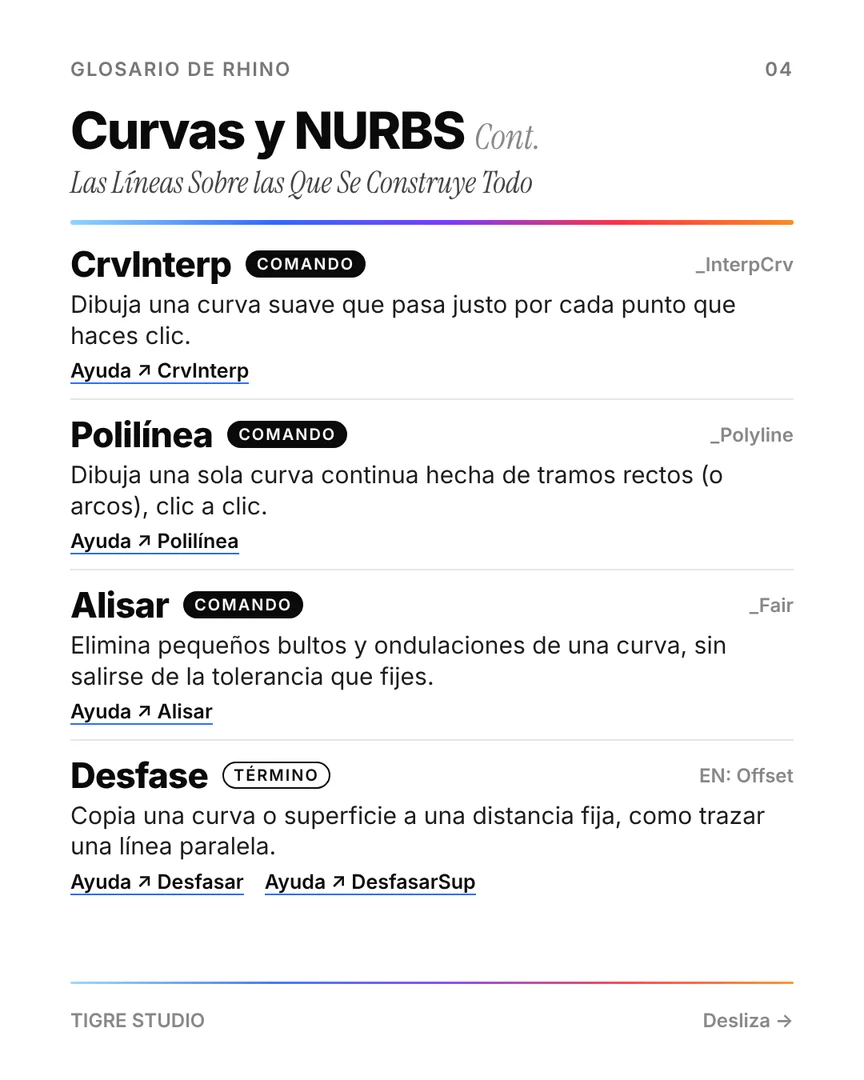 GLOSARIO DE RHINO 04
Curvas y NURBS Cont.
Las Líneas Sobre las Que Se Construye Todo
CrvInterp COMANDO _InterpCrv
Dibuja una curva suave que pasa justo por cada punto que
haces clic.
Ayuda ↗ CrvInterp
Polilínea COMANDO _Polyline
Dibuja una sola curva continua hecha de tramos rectos (o
arcos), clic a clic.
Ayuda ↗ Polilínea
Alisar COMANDO _Fair
Elimina pequeños bultos y ondulaciones de una curva, sin
salirse de la tolerancia que fijes.
Ayuda ↗ Alisar
Desfase TÉRMINO EN: Offset
Copia una curva o superficie a una distancia fija, como trazar
una línea paralela.
Ayuda ↗ Desfasar Ayuda ↗ DesfasarSup
TIGRE STUDIO Desliza →